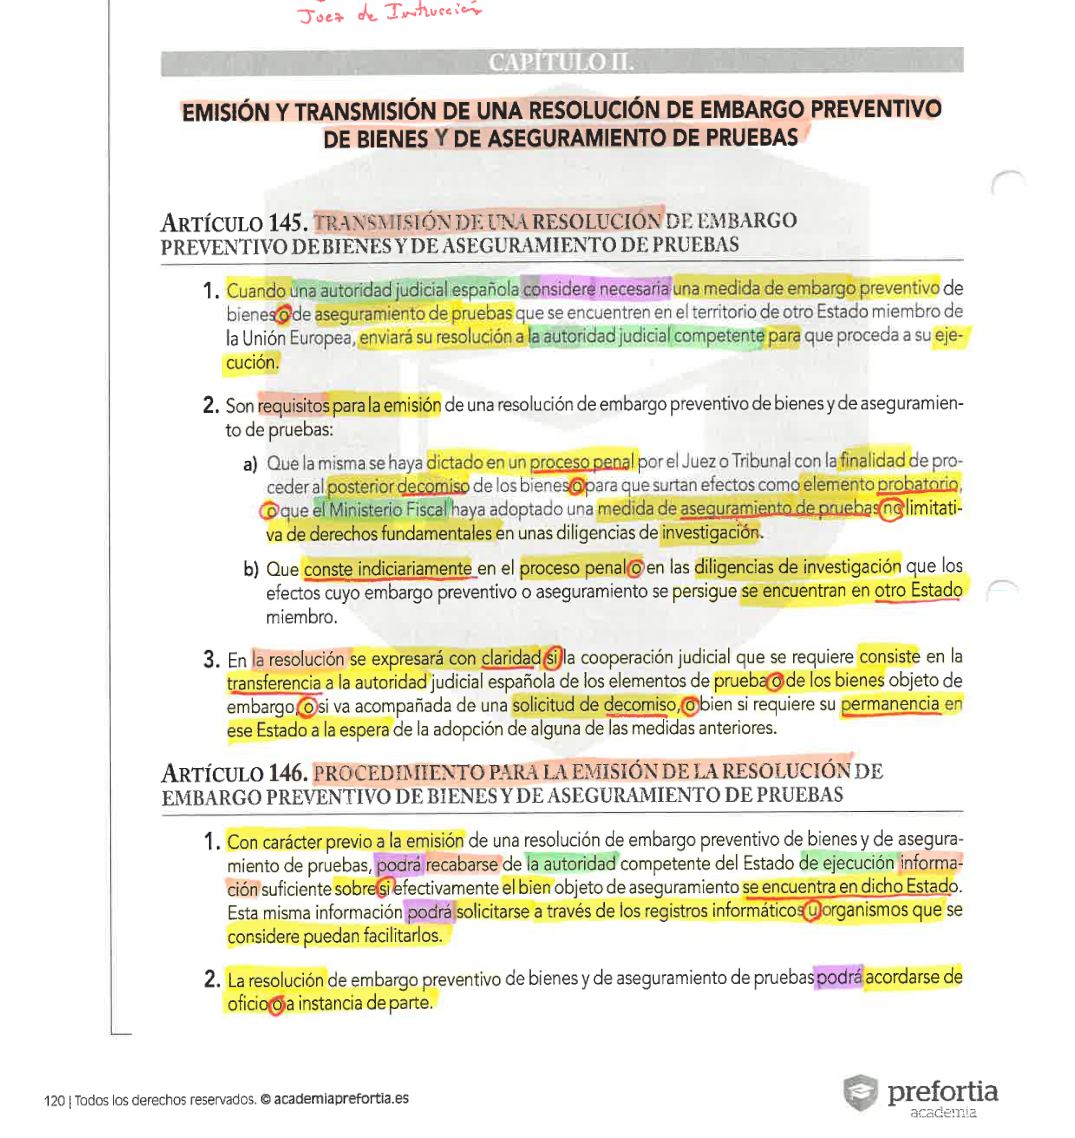 Juez de Instrucción
CAPÍTULO II.
EMISIÓN Y TRANSMISIÓN DE UNA RESOLUCIÓN DE EMBARGO PREVENTIVO
DE BIENES Y DE ASEGURAMIENTO DE PRUEBAS
ARTÍCULO 145. TRANSMISIÓN DE UNA RESOLUCIÓN DE EMBARGO
PREVENTIVO DE BIENES Y DE ASEGURAMIENTO DE PRUEBAS
1. Cuando una autoridad judicial española considere necesaria una medida de embargo preventivo de
bienes o de aseguramiento de pruebas que se encuentren en el territorio de otro Estado miembro de
la Unión Europea, enviará su resolución a la autoridad judicial competente para que proceda a su eje-
cución.
2. Son requisitos para la emisión de una resolución de embargo preventivo de bienes y de aseguramien-
to de pruebas:
a) Que la misma se haya dictado en un proceso penal por el Juez o Tribunal con la finalidad de pro-
ceder al posterior decomiso de los bienes o para que surtan efectos como elemento probatorio,
o que el Ministerio Fiscal haya adoptado una medida de aseguramiento de pruebas no limitati-
va de derechos fundamentales en unas diligencias de investigación.
b) Que conste indiciariamente en el proceso penal o en las diligencias de investigación que los
efectos cuyo embargo preventivo o aseguramiento se persigue se encuentran en otro Estado
miembro.
3. En la resolución se expresará con claridad si la cooperación judicial que se requiere consiste en la
transferencia a la autoridad judicial española de los elementos de prueba o de los bienes objeto de
embargo, o si va acompañada de una solicitud de decomiso, o bien si requiere su permanencia en
ese Estado a la espera de la adopción de alguna de las medidas anteriores.
ARTÍCULO 146. PROCEDIMIENTO PARA LA EMISIÓN DE LA RESOLUCIÓN DE
EMBARGO PREVENTIVO DE BIENES Y DE ASEGURAMIENTO DE PRUEBAS
1. Con carácter previo a la emisión de una resolución de embargo preventivo de bienes y de asegura-
miento de pruebas, podrá recabarse de la autoridad competente del Estado de ejecución informa-
ción suficiente sobre si efectivamente el bien objeto de aseguramiento se encuentra en dicho Estado.
Esta misma información podrá solicitarse a través de los registros informáticos u organismos que se
considere puedan facilitarlos.
2. La resolución de embargo preventivo de bienes y de aseguramiento de pruebas podrá acordarse de
oficio o a instancia de parte.
120 | Todos los derechos reservados. © academiaprefortia.es
prefortia
academia